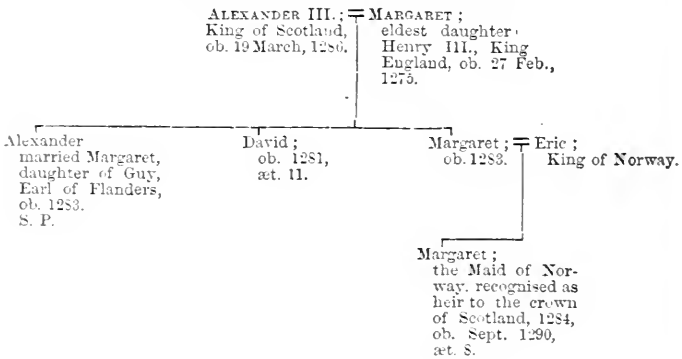 ALEXANDER III.; = MARGARET;
King of Scotland, eldest daughter
ob. 19 March, 1286. Henry III., King
England, ob. 27 Feb.,
1275.
Alexander
married Margaret,
daughter of Guy,
Earl of Flanders,
ob. 1283.
S. P.
David;
ob. 1281,
æt. 11.
Margaret; = Eric;
ob. 1283. King of Norway.
Margaret;
the Maid of Nor-
way. recognised as
heir to the crown
of Scotland, 1284,
ob. Sept. 1290,
æt. 8.